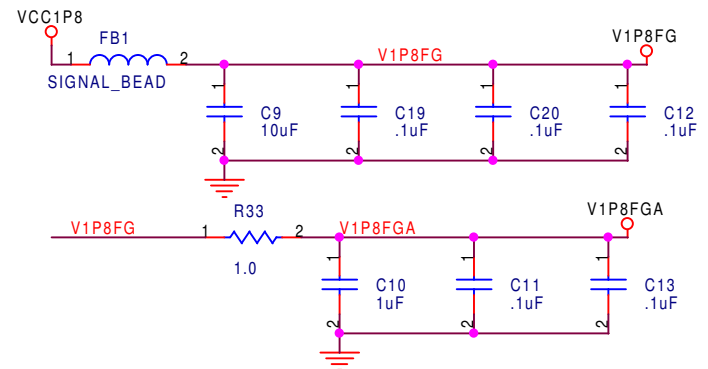 VCC1P8
FB1
1 2
SIGNAL_BEAD
V1P8FG
V1P8FG
1 1 1 1
C9 C19 C20 C12
10uF .1uF .1uF .1uF
2 2 2 2
V1P8FG
1 R33 2
1.0
V1P8FGA
V1P8FGA
1 1 1
C10 C11 C13
1uF .1uF .1uF
2 2 2